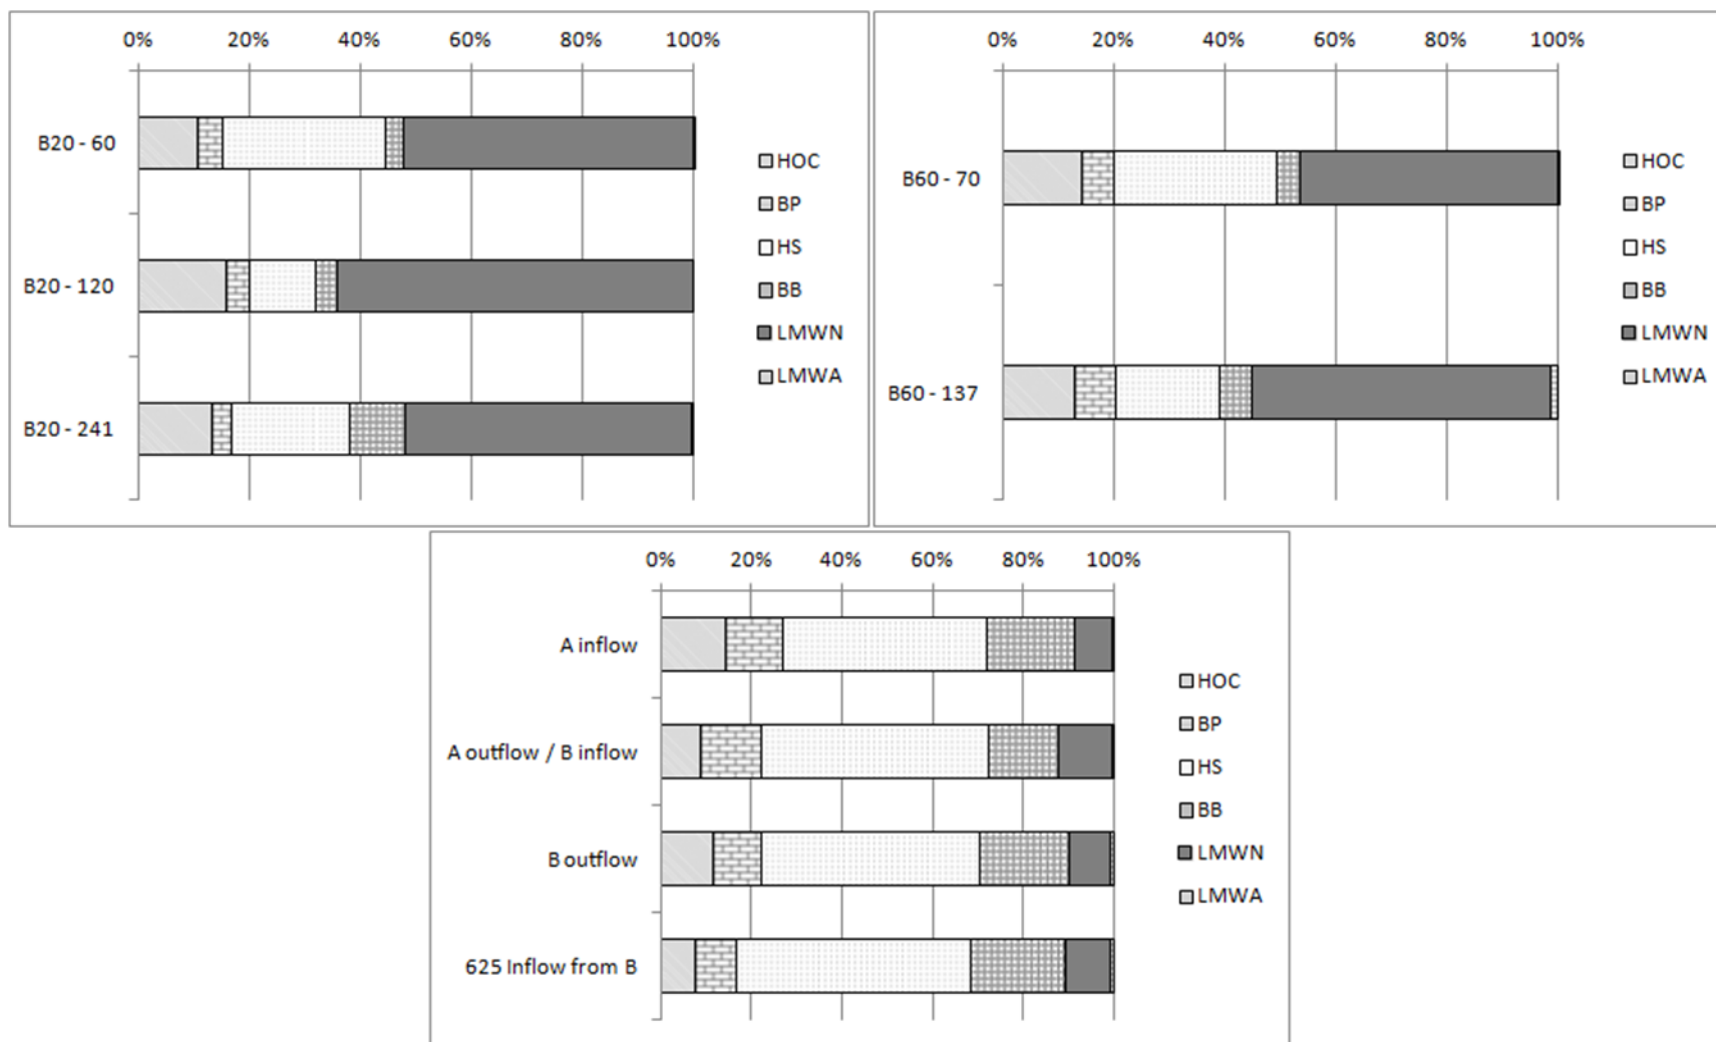 0% 20% 40% 60% 80% 100%
B20 - 60
B20 - 120
B20 - 241
HOC
BP
HS
BB
LMWN
LMWA
0% 20% 40% 60% 80% 100%
B60 - 70
B60 - 137
HOC
BP
HS
BB
LMWN
LMWA
0% 20% 40% 60% 80% 100%
A inflow
A outflow / B inflow
B outflow
625 Inflow from B
HOC
BP
HS
BB
LMWN
LMWA